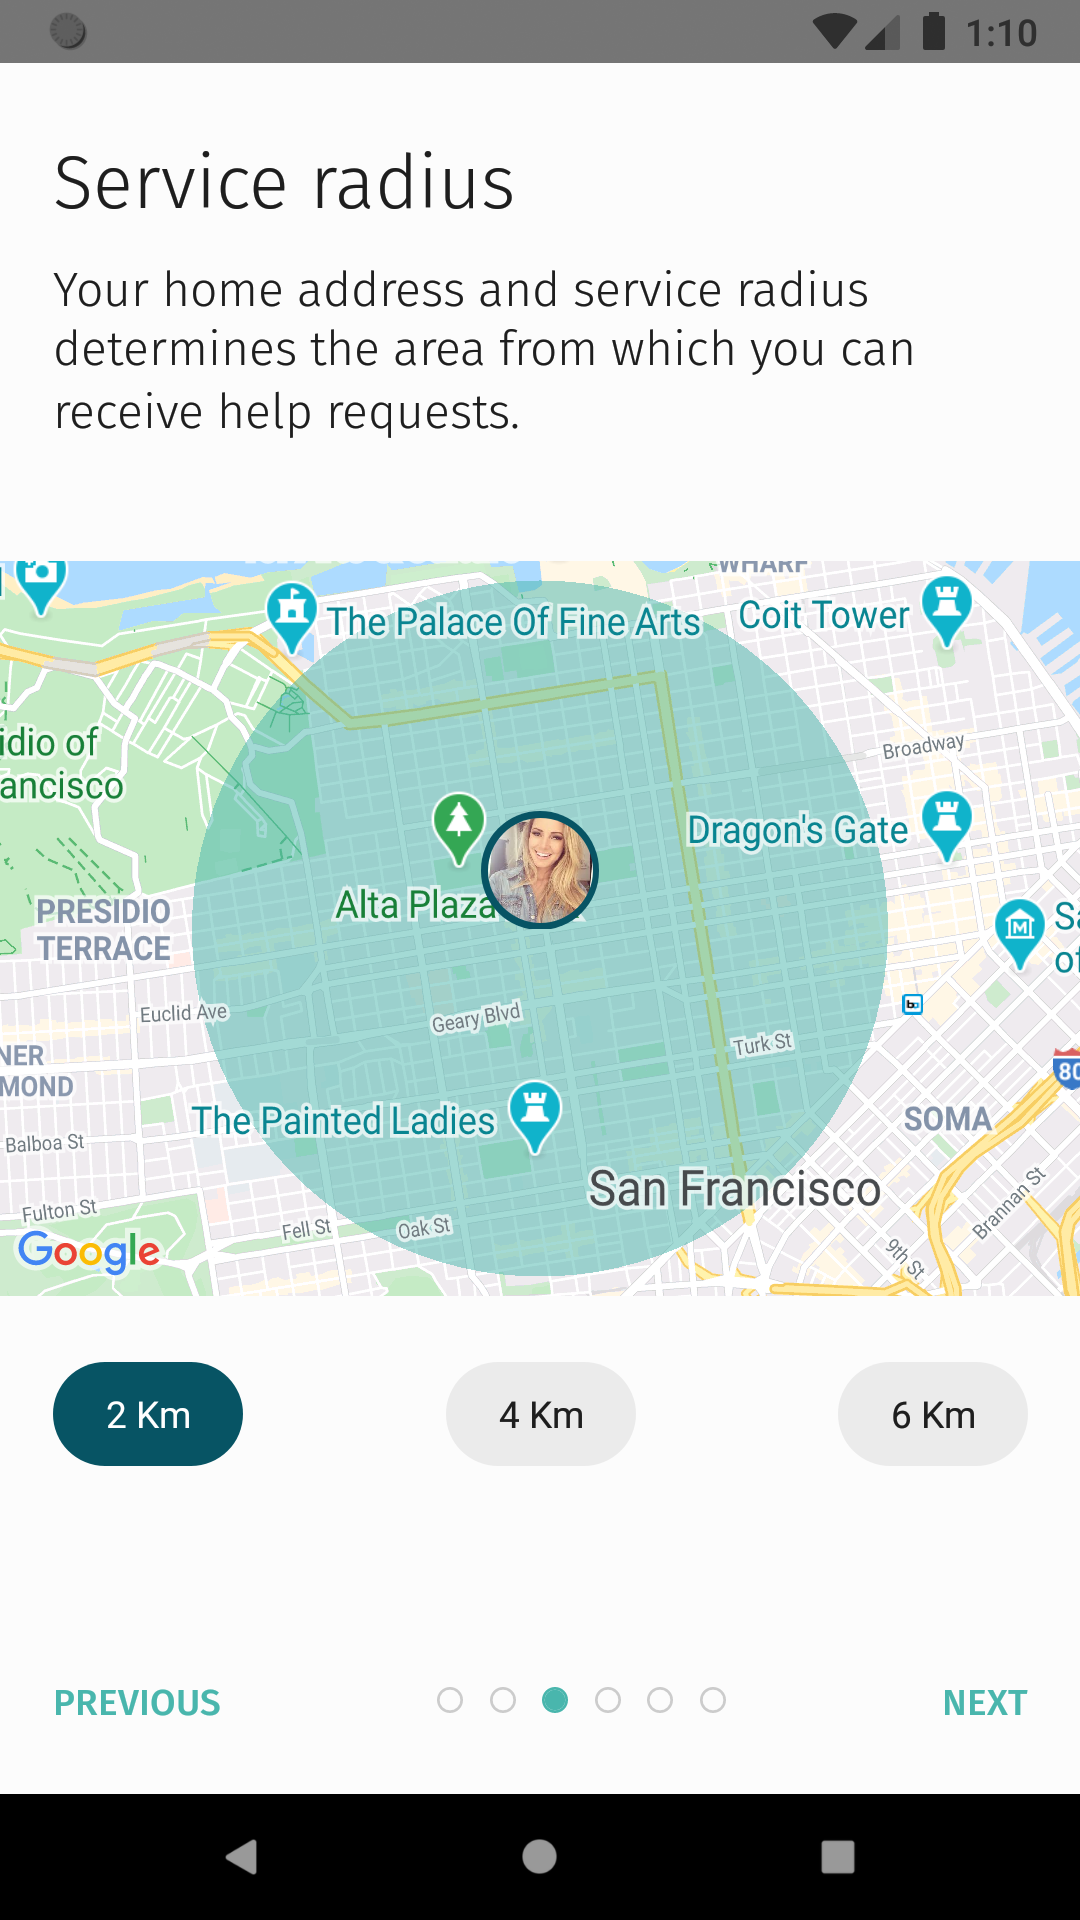 1:10
Service radius
Your home address and service radius
determines the area from which you can
receive help requests.
WHARF
The Palace Of Fine Arts
Coit Tower
idio of
ancisco
Broadway
Dragon's Gate
Alta Plaza
PRESIDIO
TERRACE
Sa
of
Euclid Ave
Geary Blvd
Turk St
NER
MOND
80
The Painted Ladies
SOMA
Balboa St
San Francisco
Brannan St
Fulton St
Fell St
Oak St
9th St
Google
2 Km
4 Km
6 Km
PREVIOUS
NEXT